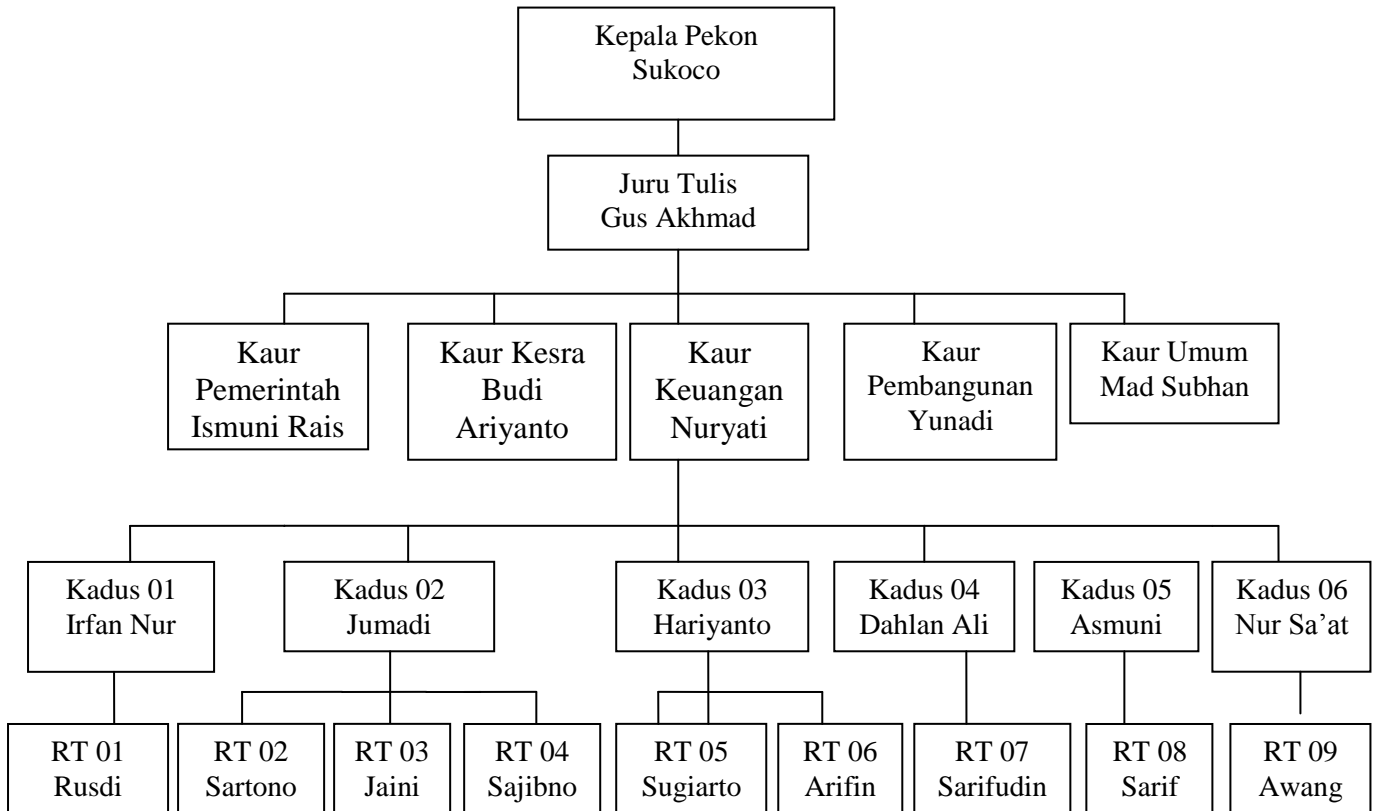 Kepala Pekon
Sukoco
Juru Tulis
Gus Akhmad
Kaur
Pemerintah
Ismuni Rais
Kaur Kesra
Budi
Ariyanto
Kaur
Keuangan
Nuryati
Kaur
Pembangunan
Yunadi
Kaur Umum
Mad Subhan
Kadus 01
Irfan Nur
Kadus 02
Jumadi
Kadus 03
Hariyanto
Kadus 04
Dahlan Ali
Kadus 05
Asmuni
Kadus 06
Nur Sa’at
RT 01
Rusdi
RT 02
Sartono
RT 03
Jaini
RT 04
Sajibno
RT 05
Sugiarto
RT 06
Arifin
RT 07
Sarifudin
RT 08
Sarif
RT 09
Awang